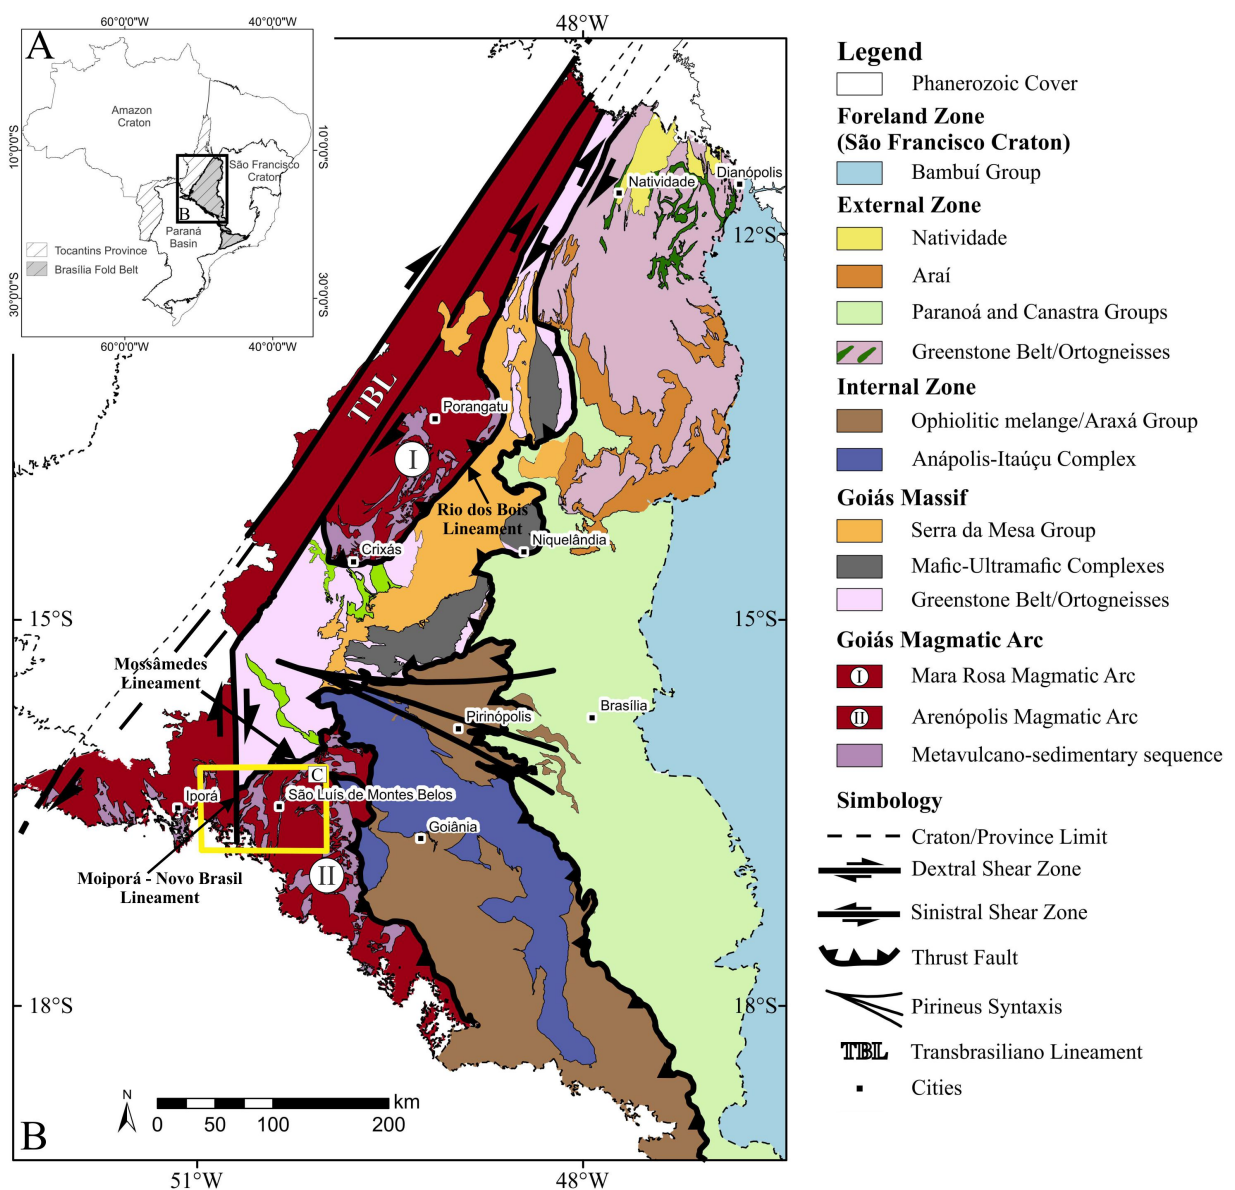 A
60°0'0"W
40°0'0"W
Amazon
Craton
10°0'0"S
10°0'0"S
São Francisco
Craton
B
Paraná
Basin
Tocantins Province
Brasília Fold Belt
30°0'0"S
30°0'0"S
60°0'0"W
40°0'0"W
48°W
Natividade
Dianópolis
12°S
TBL
Porangatu
I
Rio dos Bois
Lineament
Crixás
Niquelândia
15°S
15°S
Mossâmedes
Lineament
Pirinópolis
Brasília
C
Iporá
São Luís de Montes Belos
Goiânia
Moiporá - Novo Brasil
Lineament
II
18°S
18°S
N
km
0
50
100
200
B
51°W
48°W
Legend
Phanerozoic Cover
Foreland Zone
(São Francisco Craton)
Bambuí Group
External Zone
Natividade
Araí
Paranoá and Canastra Groups
Greenstone Belt/Ortogneisses
Internal Zone
Ophiolitic melange/Araxá Group
Anápolis-Itaúçu Complex
Goiás Massif
Serra da Mesa Group
Mafic-Ultramafic Complexes
Greenstone Belt/Ortogneisses
Goiás Magmatic Arc
I Mara Rosa Magmatic Arc
II Arenópolis Magmatic Arc
Metavulcano-sedimentary sequence
Simbology
Craton/Province Limit
Dextral Shear Zone
Sinistral Shear Zone
Thrust Fault
Pirineus Syntaxis
TBL Transbrasiliano Lineament
Cities